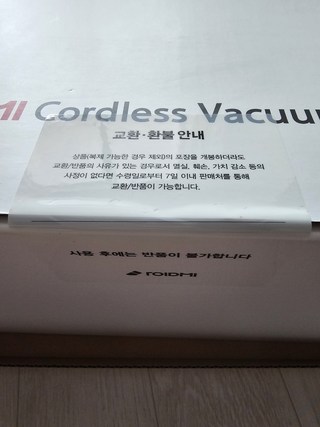 MI Cordless Vacuu
교환·환불 안내
상품(복제 가능한 경우 제외)의 포장을 개봉하더라도
교환/반품의 사유가 있는 경우로서 멸실, 훼손, 가치 감소 등의
사정이 없다면 수령일로부터 7일 이내 판매처를 통해
교환/반품이 가능합니다.
사용 후에는 반품이 불가합니다
ROIDMI